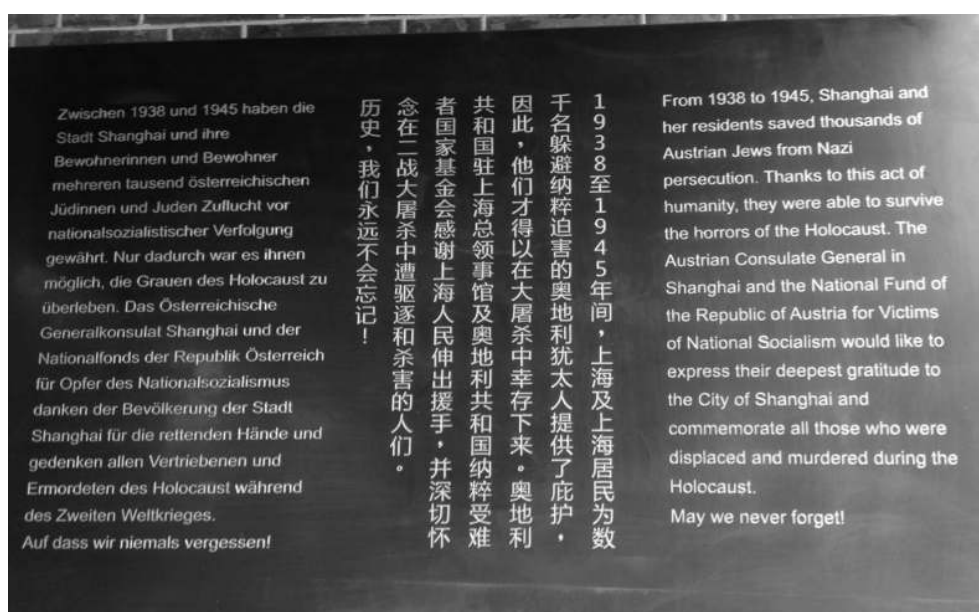 Zwischen 1938 und 1945 haben die
Stadt Shanghai und ihre
Bewohnerinnen und Bewohner
mehreren tausend österreichischen
Jüdinnen und Juden Zuflucht vor
nationalsozialistischer Verfolgung
gewährt. Nur dadurch war es ihnen
möglich, die Grauen des Holocaust zu
überleben. Das Österreichische
Generalkonsulat Shanghai und der
Nationalfonds der Republik Österreich
für Opfer des Nationalsozialismus
danken der Bevölkerung der Stadt
Shanghai für die rettenden Hände und
gedenken allen Vertriebenen und
Ermordeten des Holocaust während
des Zweiten Weltkrieges.
Auf dass wir niemals vergessen!
1938至1945年间，上海及上海居民为数
千名躲避纳粹迫害的奥地利犹太人提供了庇护，
因此，他们才得以在大屠杀中幸存下来。奥地利
共和国驻上海总领事馆及奥地利共和国纳粹受难
者国家基金会感谢上海人民伸出援手，并深切怀
念在二战大屠杀中遭驱逐和杀害的人们。
历史，我们永远不会忘记！
From 1938 to 1945, Shanghai and
her residents saved thousands of
Austrian Jews from Nazi
persecution. Thanks to this act of
humanity, they were able to survive
the horrors of the Holocaust. The
Austrian Consulate General in
Shanghai and the National Fund of
the Republic of Austria for Victims
of National Socialism would like to
express their deepest gratitude to
the City of Shanghai and
commemorate all those who were
displaced and murdered during the
Holocaust.
May we never forget!